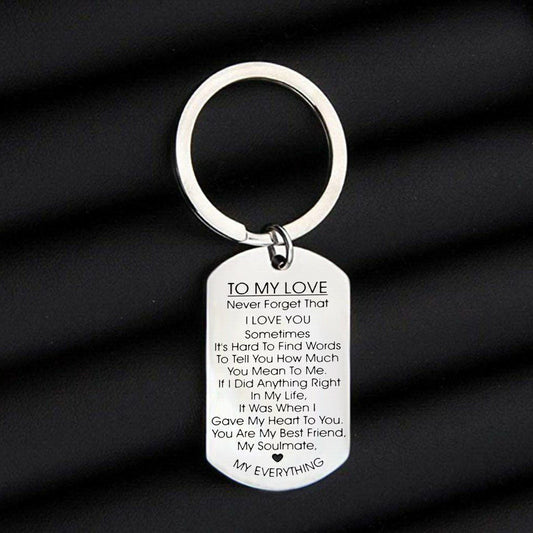 TO MY LOVE
Never Forget That
I LOVE YOU
Sometimes
It's Hard To Find Words
To Tell You How Much
You Mean To Me.
If I Did Anything Right
In My Life,
It Was When I
Gave My Heart To You.
You Are My Best Friend,
My Soulmate,
MY EVERYTHING